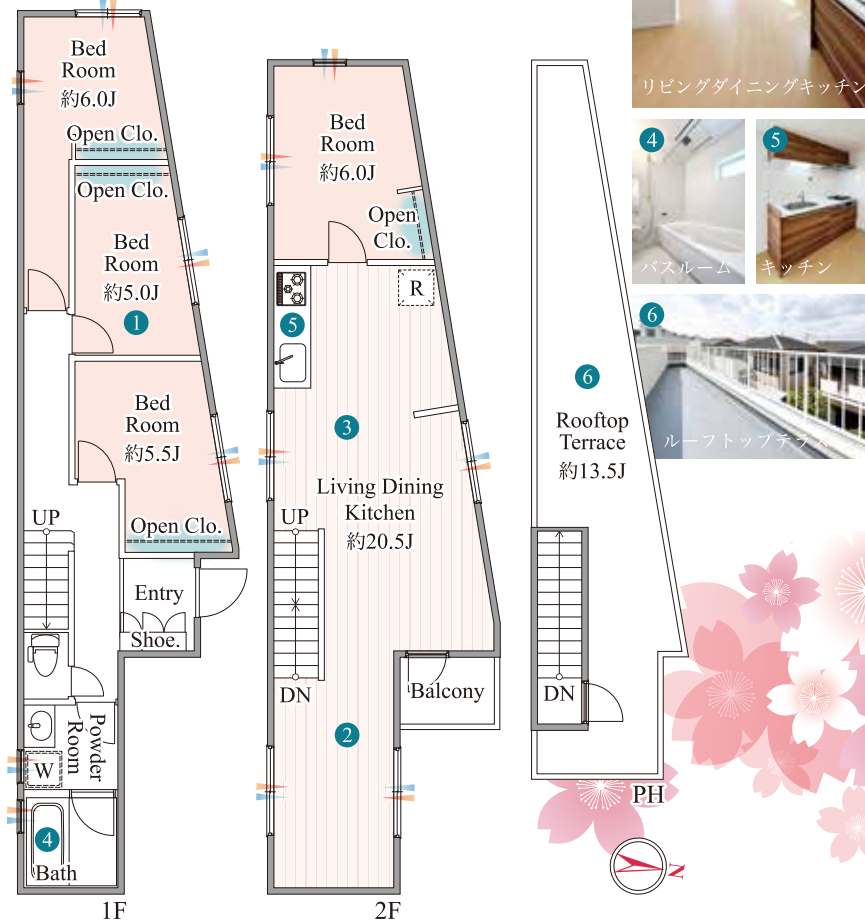 Bed
Room
約6.0J
Open Clo.
Open Clo.
Bed
Room
約5.0J
1
Bed
Room
約5.5J
Open Clo.
UP
Entry
Shoe.
Powder
Room
W
4
Bath
1F
Bed
Room
約6.0J
Open
Clo.
R
5
3
Living Dining
Kitchen
約20.5J
UP
DN
Balcony
2
2F
6
Rooftop
Terrace
約13.5J
DN
PH
N
リビングダイニングキッチン
4
バスルーム
5
キッチン
6
ルーフトップテラス